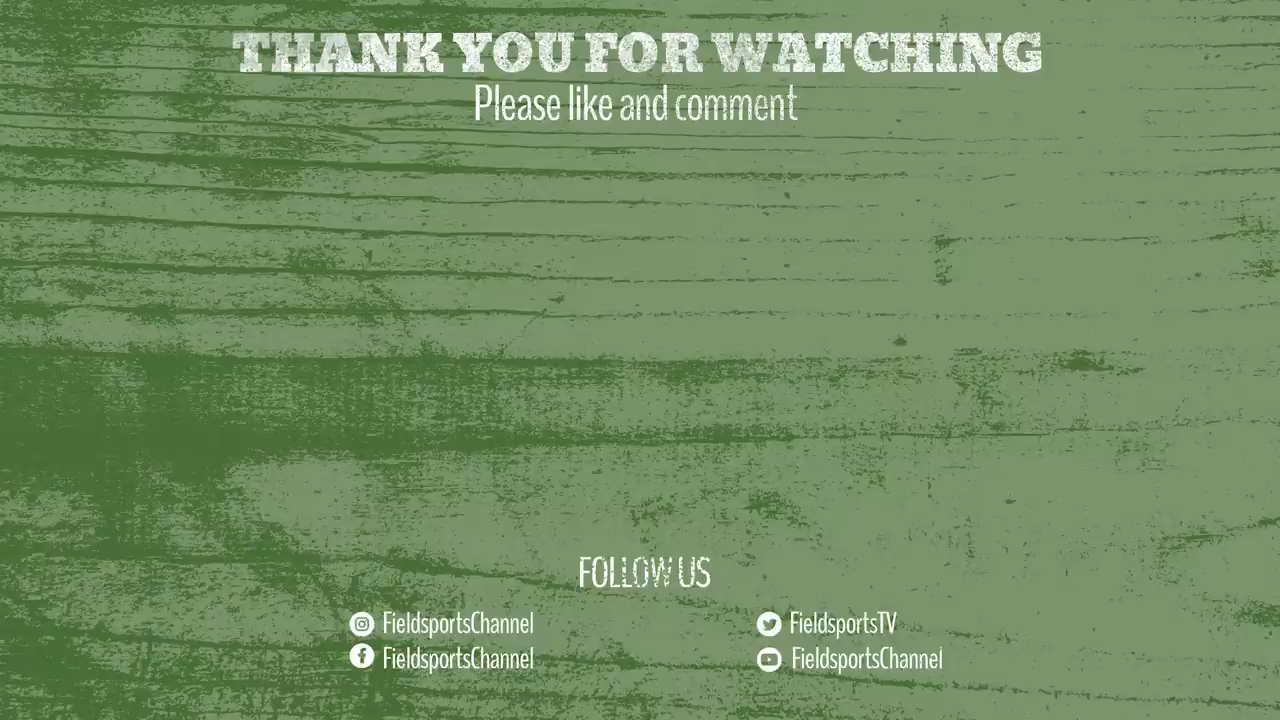 THANK YOU FOR WATCHING
Please like and comment
FOLLOW US
FieldsportsChannel
FieldsportsTV
FieldsportsChannel
FieldsportsChannel